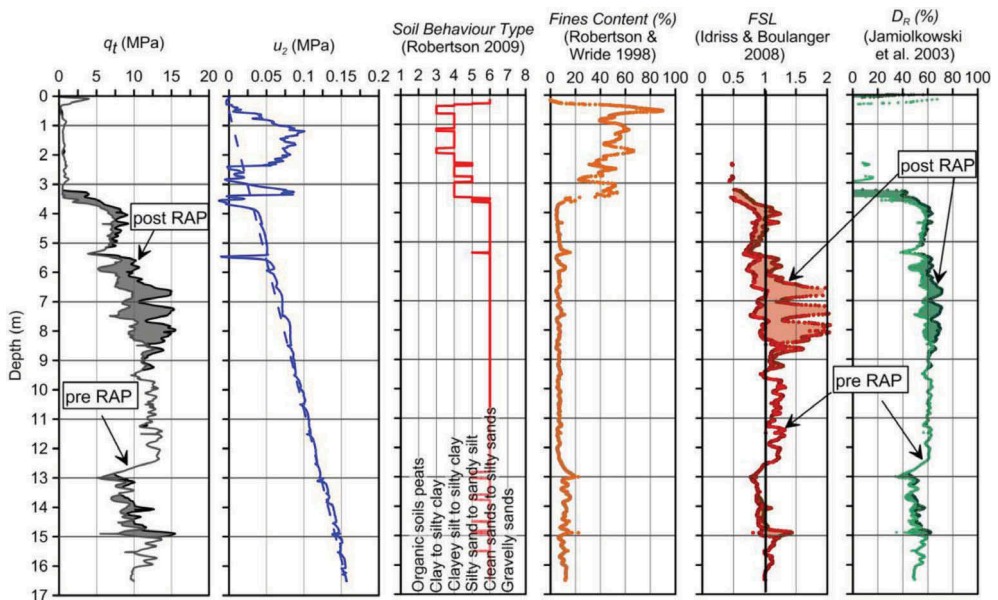 qt (MPa)
0 5 10 15 20
u2 (MPa)
0 0.05 0.1 0.15 0.2
Soil Behaviour Type
(Robertson 2009)
1 2 3 4 5 6 7 8
Fines Content (%)
(Robertson &
Wride 1998)
0 20 40 60 80 100
FSL
(Idriss & Boulanger
2008)
0 0.5 1 1.5 2
DR (%)
(Jamiolkowski
et al. 2003)
0 20 40 60 80 100
Depth (m)
0
1
2
3
4
5
6
7
8
9
10
11
12
13
14
15
16
17
post RAP
pre RAP
Organic soils peats
Clay to silty clay
Clayey silt to silty clay
Silty sand to sandy silt
Clean sands to silty sands
Gravelly sands
post RAP
pre RAP